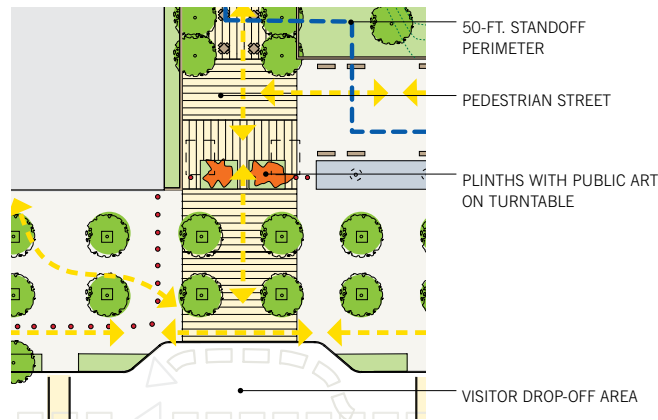 50-FT. STANDOFF
PERIMETER
PEDESTRIAN STREET
PLINTHS WITH PUBLIC ART
ON TURNTABLE
VISITOR DROP-OFF AREA